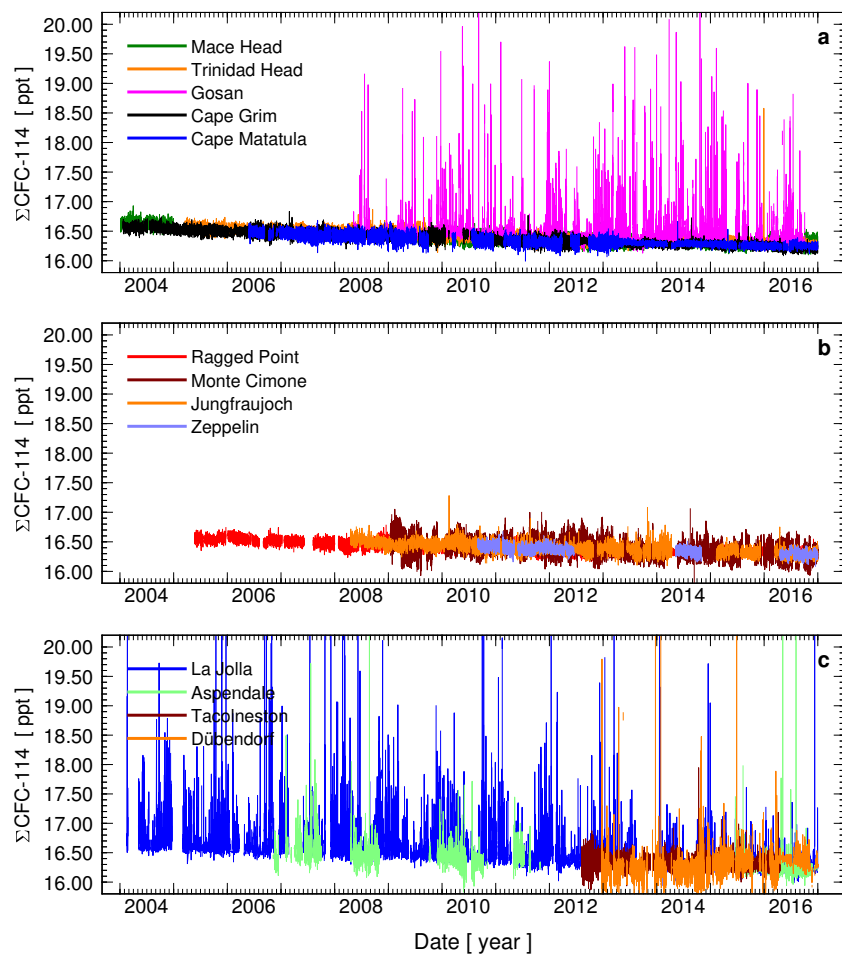 20.00
19.50
19.00
18.50
18.00
17.50
17.00
16.50
16.00
ΣCFC-114 [ ppt ]
a
Mace Head
Trinidad Head
Gosan
Cape Grim
Cape Matatula
2004 2006 2008 2010 2012 2014 2016
20.00
19.50
19.00
18.50
18.00
17.50
17.00
16.50
16.00
ΣCFC-114 [ ppt ]
b
Ragged Point
Monte Cimone
Jungfraujoch
Zeppelin
2004 2006 2008 2010 2012 2014 2016
20.00
19.50
19.00
18.50
18.00
17.50
17.00
16.50
16.00
ΣCFC-114 [ ppt ]
c
La Jolla
Aspendale
Tacolneston
Dübendorf
2004 2006 2008 2010 2012 2014 2016
Date [ year ]